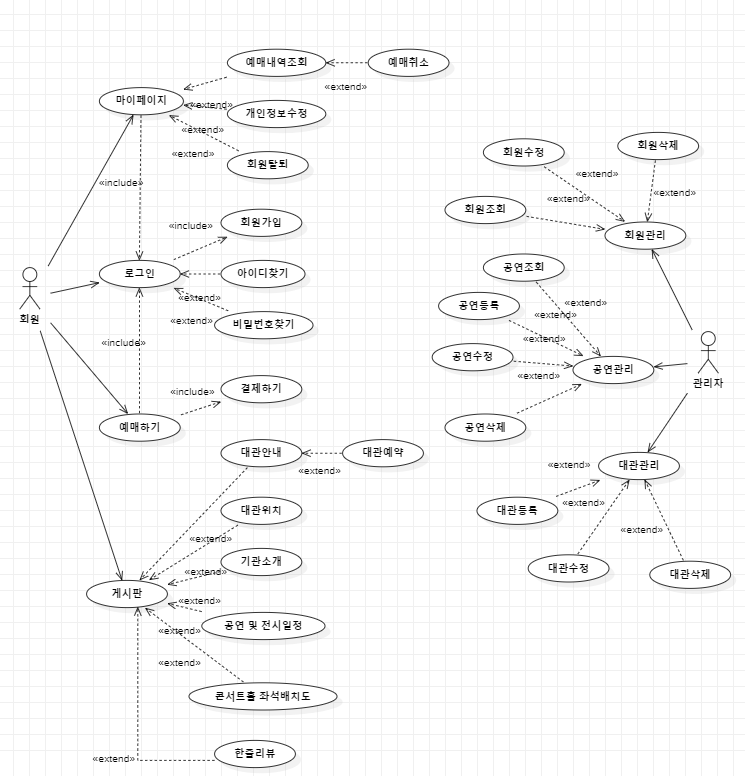 예매내역조회
예매취소
«extend»
마이페이지
«extend»
개인정보수정
«extend»
«extend»
회원탈퇴
«include»
«include»
회원가입
로그인
아이디찾기
«extend»
«extend»
비밀번호찾기
회원
«include»
«include»
결제하기
예매하기
대관안내
대관예약
«extend»
대관위치
«extend»
기관소개
«extend»
게시판
«extend»
공연 및 전시일정
«extend»
«extend»
콘서트홀 좌석배치도
한줄리뷰
«extend»
회원수정
회원삭제
«extend»
«extend»
«extend»
회원조회
회원관리
공연조회
공연등록
«extend»
«extend»
«extend»
공연수정
공연관리
«extend»
관리자
공연삭제
«extend»
대관관리
«extend»
대관등록
«extend»
대관수정
대관삭제